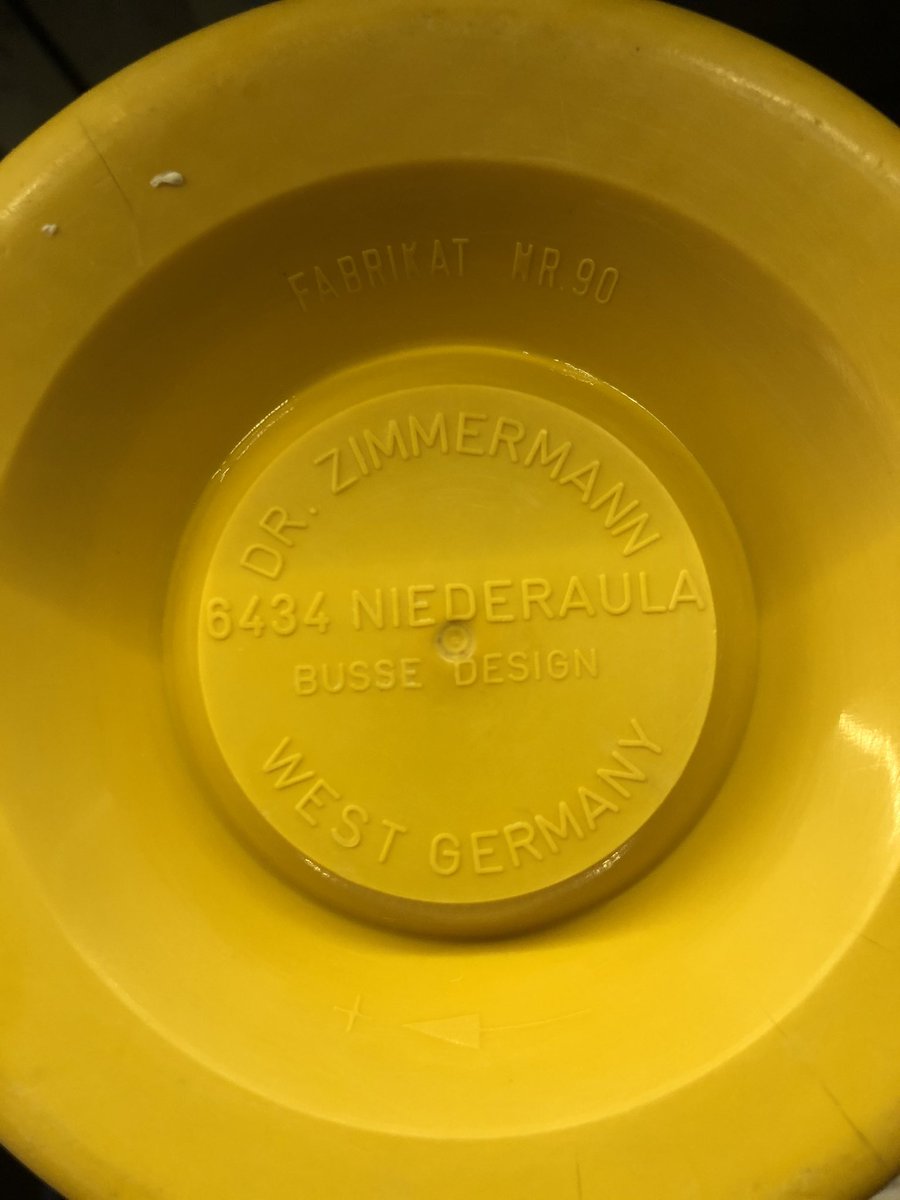 FABRIKAT NR.90
DR. ZIMMERMANN
6434 NIEDERAULA
BUSSE DESIGN
WEST GERMANY
+